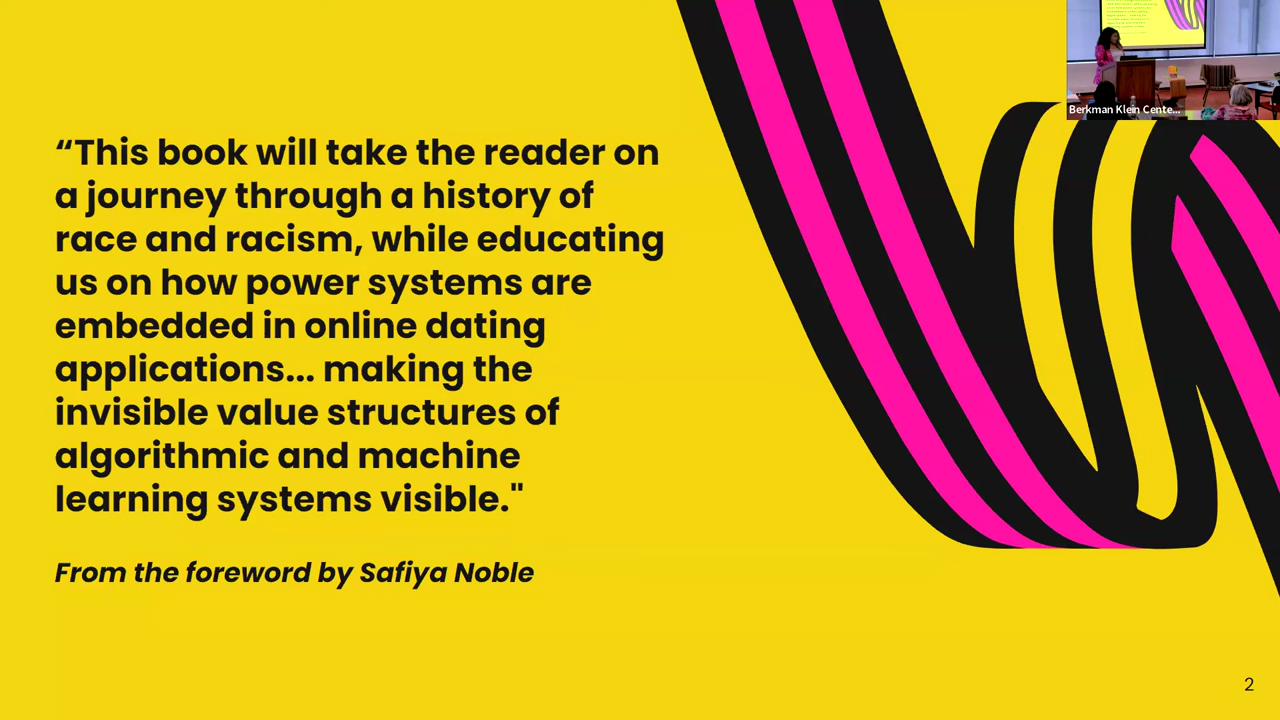 “This book will take the reader on
a journey through a history of
race and racism, while educating
us on how power systems are
embedded in online dating
applications... making the
invisible value structures of
algorithmic and machine
learning systems visible."
From the foreword by Safiya Noble
Berkman Klein Cente...
2